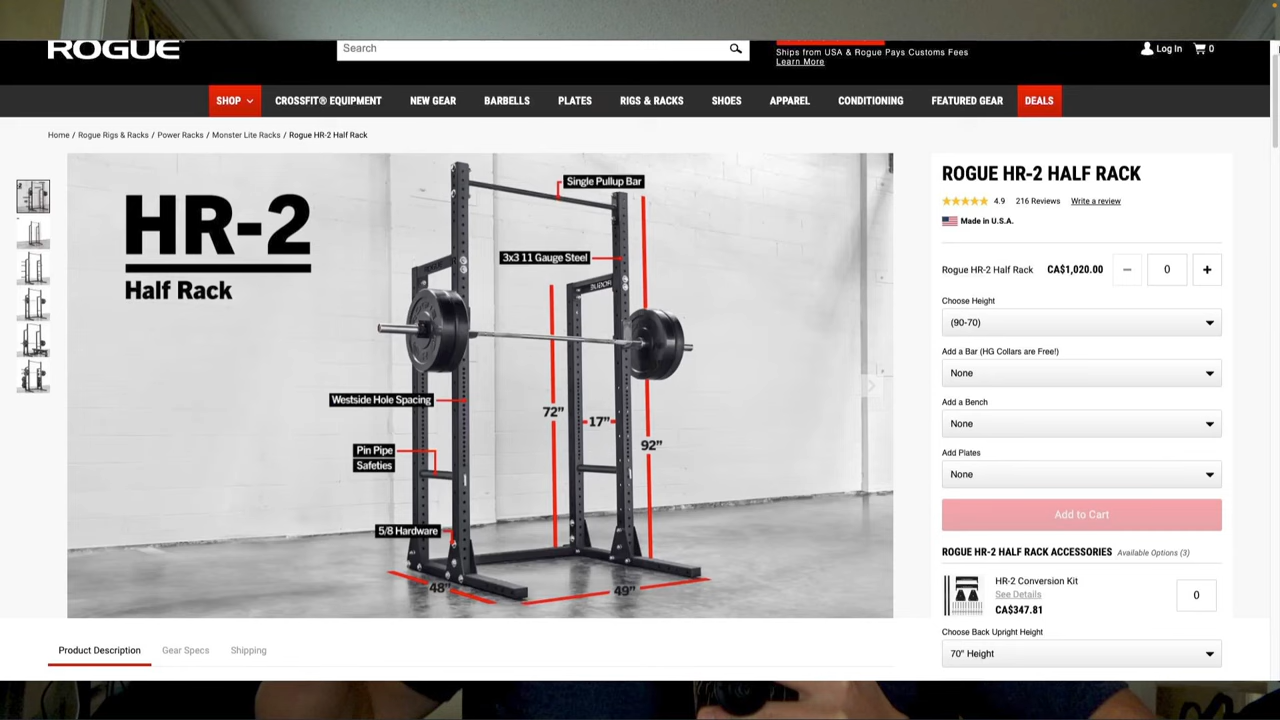 ROGUE
Search
Ships from USA & Rogue Pays Customs Fees
Learn More
Log In
0
SHOP
CROSSFIT® EQUIPMENT
NEW GEAR
BARBELLS
PLATES
RIGS & RACKS
SHOES
APPAREL
CONDITIONING
FEATURED GEAR
DEALS
Home / Rogue Rigs & Racks / Power Racks / Monster Lite Racks / Rogue HR-2 Half Rack
HR-2
Half Rack
Single Pullup Bar
3x3 11 Gauge Steel
ROGUE
Westside Hole Spacing
72”
17”
92”
Pin Pipe
Safeties
5/8 Hardware
48”
49”
ROGUE HR-2 HALF RACK
4.9 216 Reviews Write a review
Made in U.S.A.
Rogue HR-2 Half Rack CA$1,020.00 − 0 +
Choose Height
(90-70)
Add a Bar (HG Collars are Free!)
None
Add a Bench
None
Add Plates
None
Add to Cart
ROGUE HR-2 HALF RACK ACCESSORIES Available Options (3)
HR-2 Conversion Kit
See Details
CA$347.81
0
Choose Back Upright Height
70" Height
Product Description
Gear Specs
Shipping